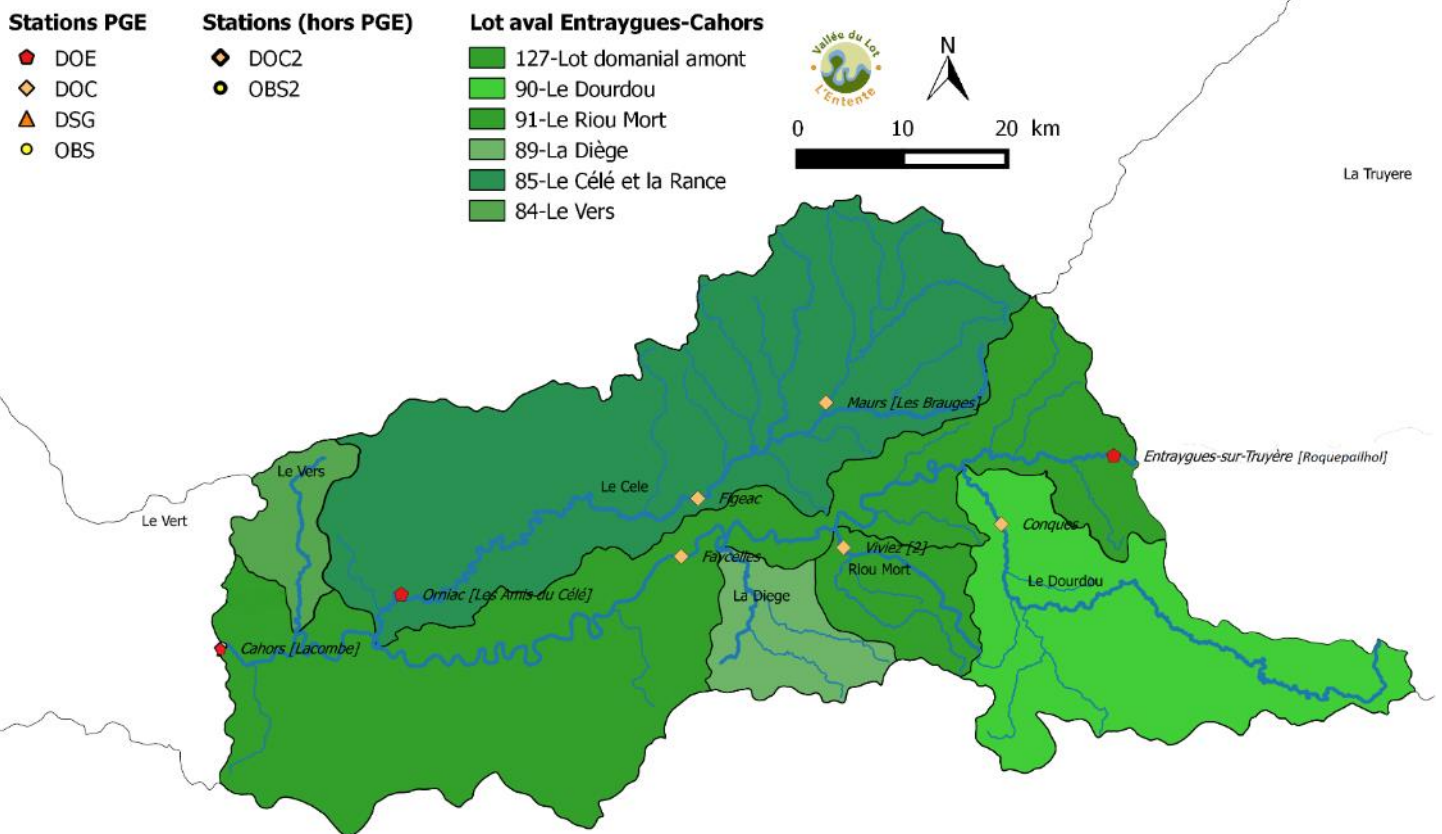 Stations PGE
DOE
DOC
DSG
OBS
Stations (hors PGE)
DOC2
OBS2
Lot aval Entraygues-Cahors
127-Lot domanial amont
90-Le Dourdou
91-Le Riou Mort
89-La Diège
85-Le Célé et la Rance
84-Le Vers
Vallée du Lot
L'Entente
N
0 10 20 km
La Truyere
Maurs [Les Brauges]
Entraygues-sur-Truyère [Roquepailhol]
Le Vers
Le Cele
Figeac
Le Vert
Conques
Viviez [2]
Faycelles
Riou Mort
Le Dourdou
Orniac [Les Amis du Célé]
La Diege
Cahors [Lacombe]